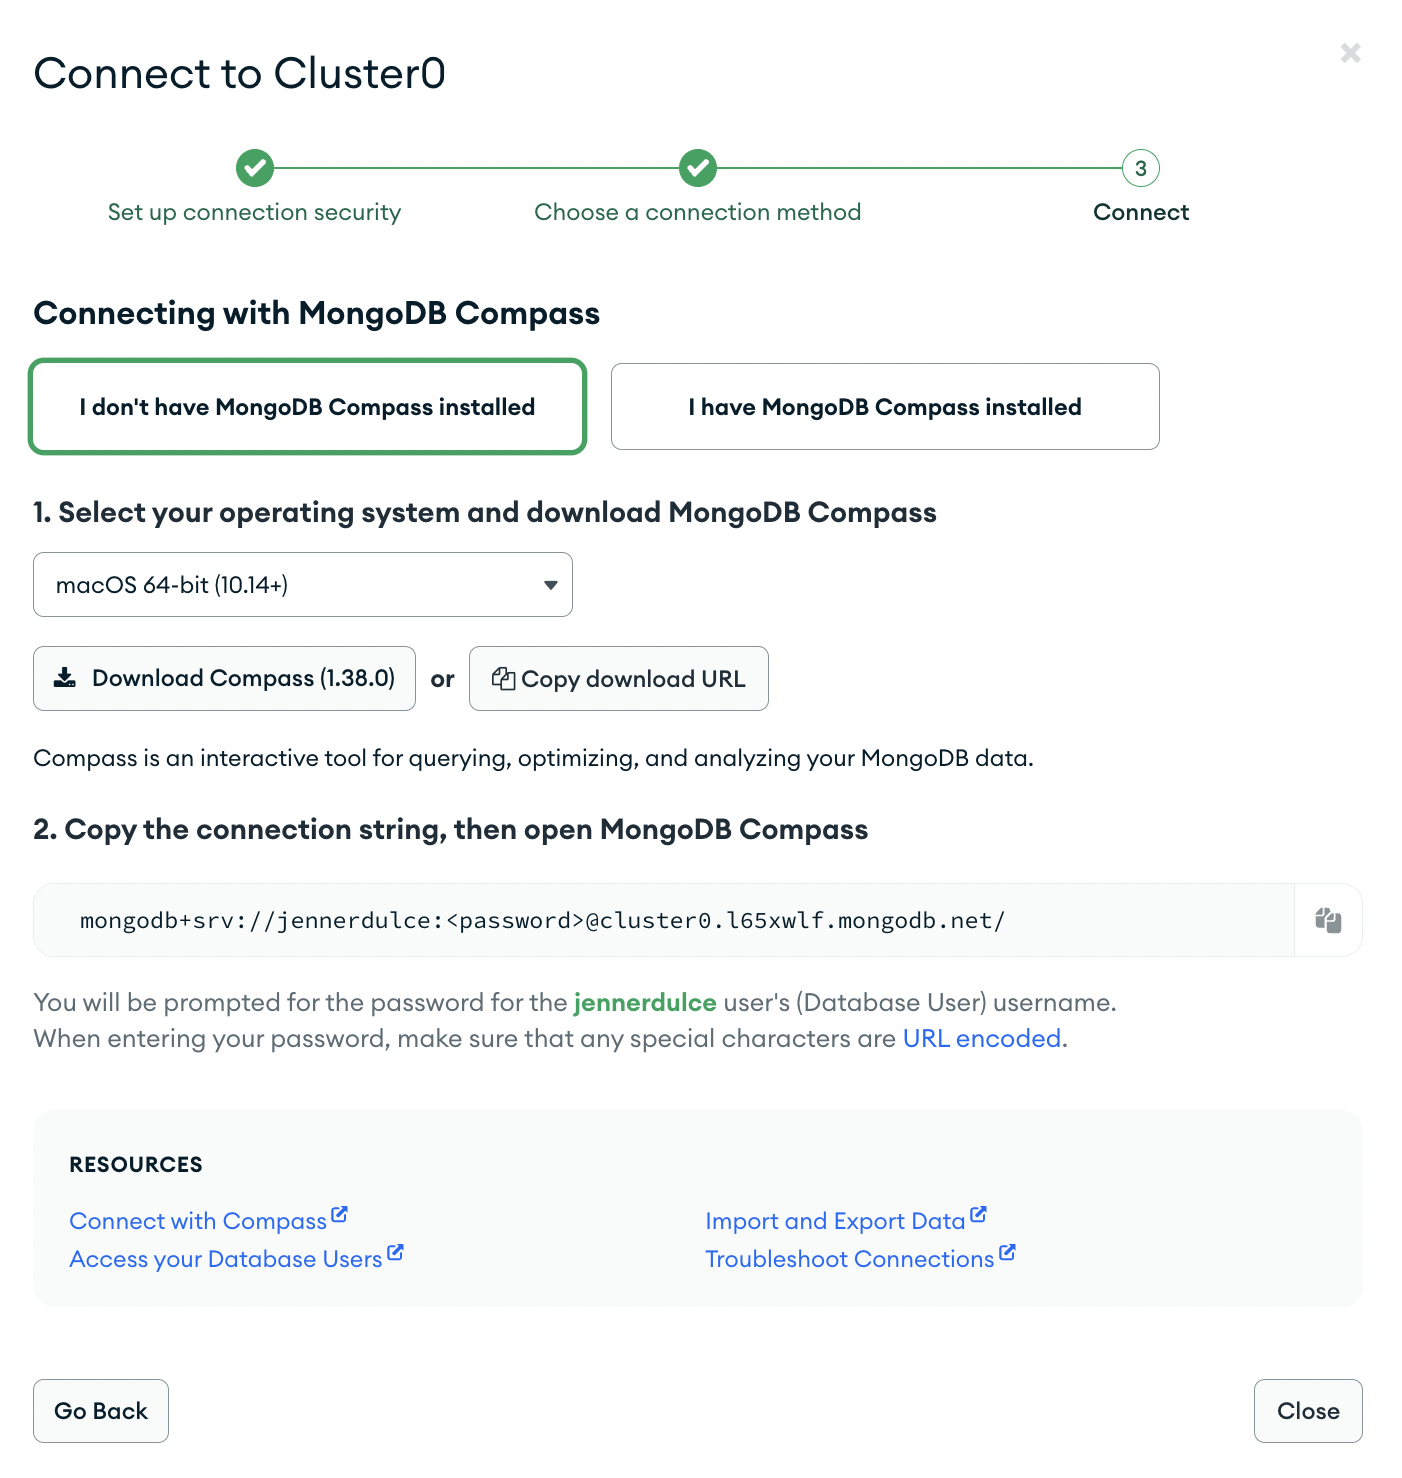 Connect to Cluster0
3
Set up connection security
Choose a connection method
Connect
Connecting with MongoDB Compass
I don't have MongoDB Compass installed
I have MongoDB Compass installed
1. Select your operating system and download MongoDB Compass
macOS 64-bit (10.14+)
Download Compass (1.38.0)
or
Copy download URL
Compass is an interactive tool for querying, optimizing, and analyzing your MongoDB data.
2. Copy the connection string, then open MongoDB Compass
mongodb+srv://jennerdulce:<password>@cluster0.l65xwlf.mongodb.net/
You will be prompted for the password for the jennerdulce user's (Database User) username.
When entering your password, make sure that any special characters are URL encoded.
RESOURCES
Connect with Compass
Import and Export Data
Access your Database Users
Troubleshoot Connections
Go Back
Close